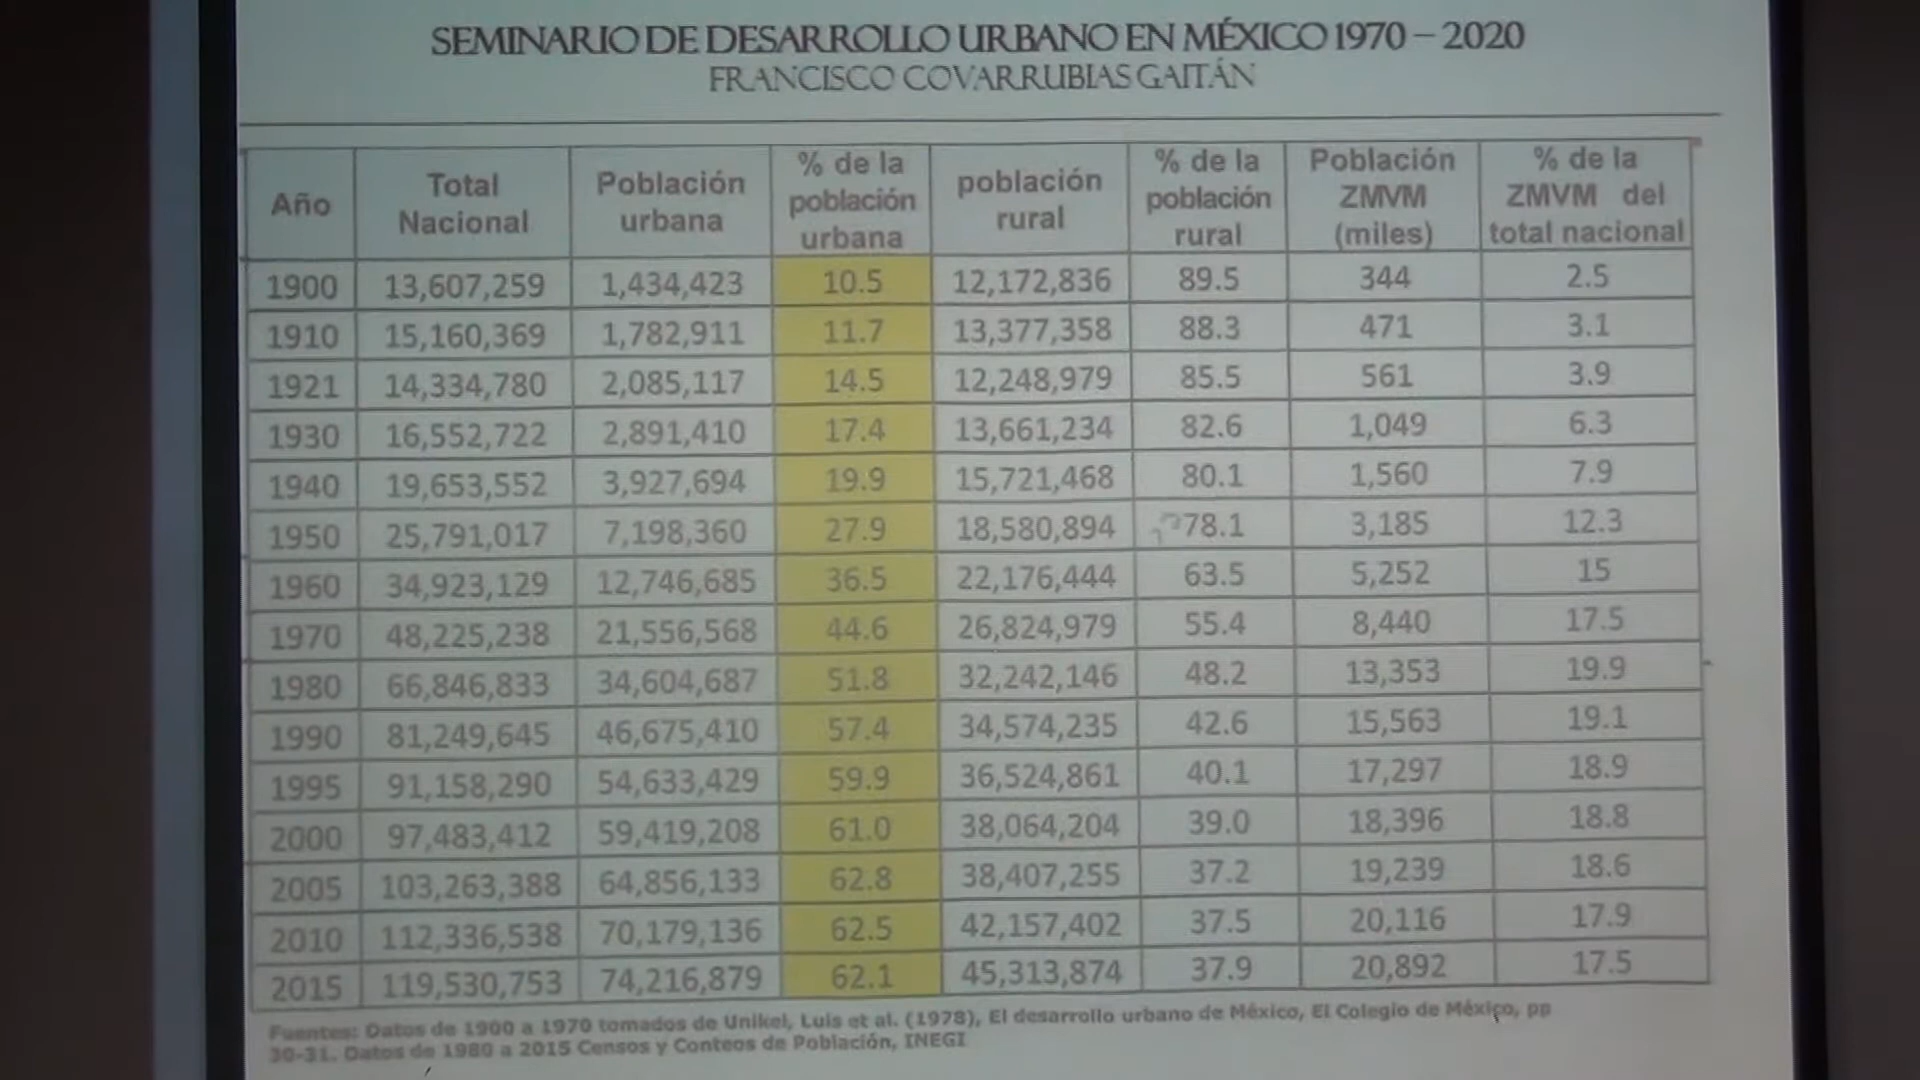 SEMINARIO DE DESARROLLO URBANO EN MÉXICO 1970 – 2020
FRANCISCO COVARRUBIAS GAITÁN
Año Total Nacional Población urbana % de la población urbana población rural % de la población rural Población ZMVM (miles) % de la ZMVM del total nacional
1900 13,607,259 1,434,423 10.5 12,172,836 89.5 344 2.5
1910 15,160,369 1,782,911 11.7 13,377,358 88.3 471 3.1
1921 14,334,780 2,085,117 14.5 12,248,979 85.5 561 3.9
1930 16,552,722 2,891,410 17.4 13,661,234 82.6 1,049 6.3
1940 19,653,552 3,927,694 19.9 15,721,468 80.1 1,560 7.9
1950 25,791,017 7,198,360 27.9 18,580,894 78.1 3,185 12.3
1960 34,923,129 12,746,685 36.5 22,176,444 63.5 5,252 15
1970 48,225,238 21,556,568 44.6 26,824,979 55.4 8,440 17.5
1980 66,846,833 34,604,687 51.8 32,242,146 48.2 13,353 19.9
1990 81,249,645 46,675,410 57.4 34,574,235 42.6 15,563 19.1
1995 91,158,290 54,633,429 59.9 36,524,861 40.1 17,297 18.9
2000 97,483,412 59,419,208 61.0 38,064,204 39.0 18,396 18.8
2005 103,263,388 64,856,133 62.8 38,407,255 37.2 19,239 18.6
2010 112,336,538 70,179,136 62.5 42,157,402 37.5 20,116 17.9
2015 119,530,753 74,216,879 62.1 45,313,874 37.9 20,892 17.5
Fuentes: Datos de 1900 a 1970 tomados de Unikel, Luis et al. (1978), El desarrollo urbano de México, El Colegio de México, pp
30-31. Datos de 1980 a 2015 Censos y Conteos de Población, INEGI